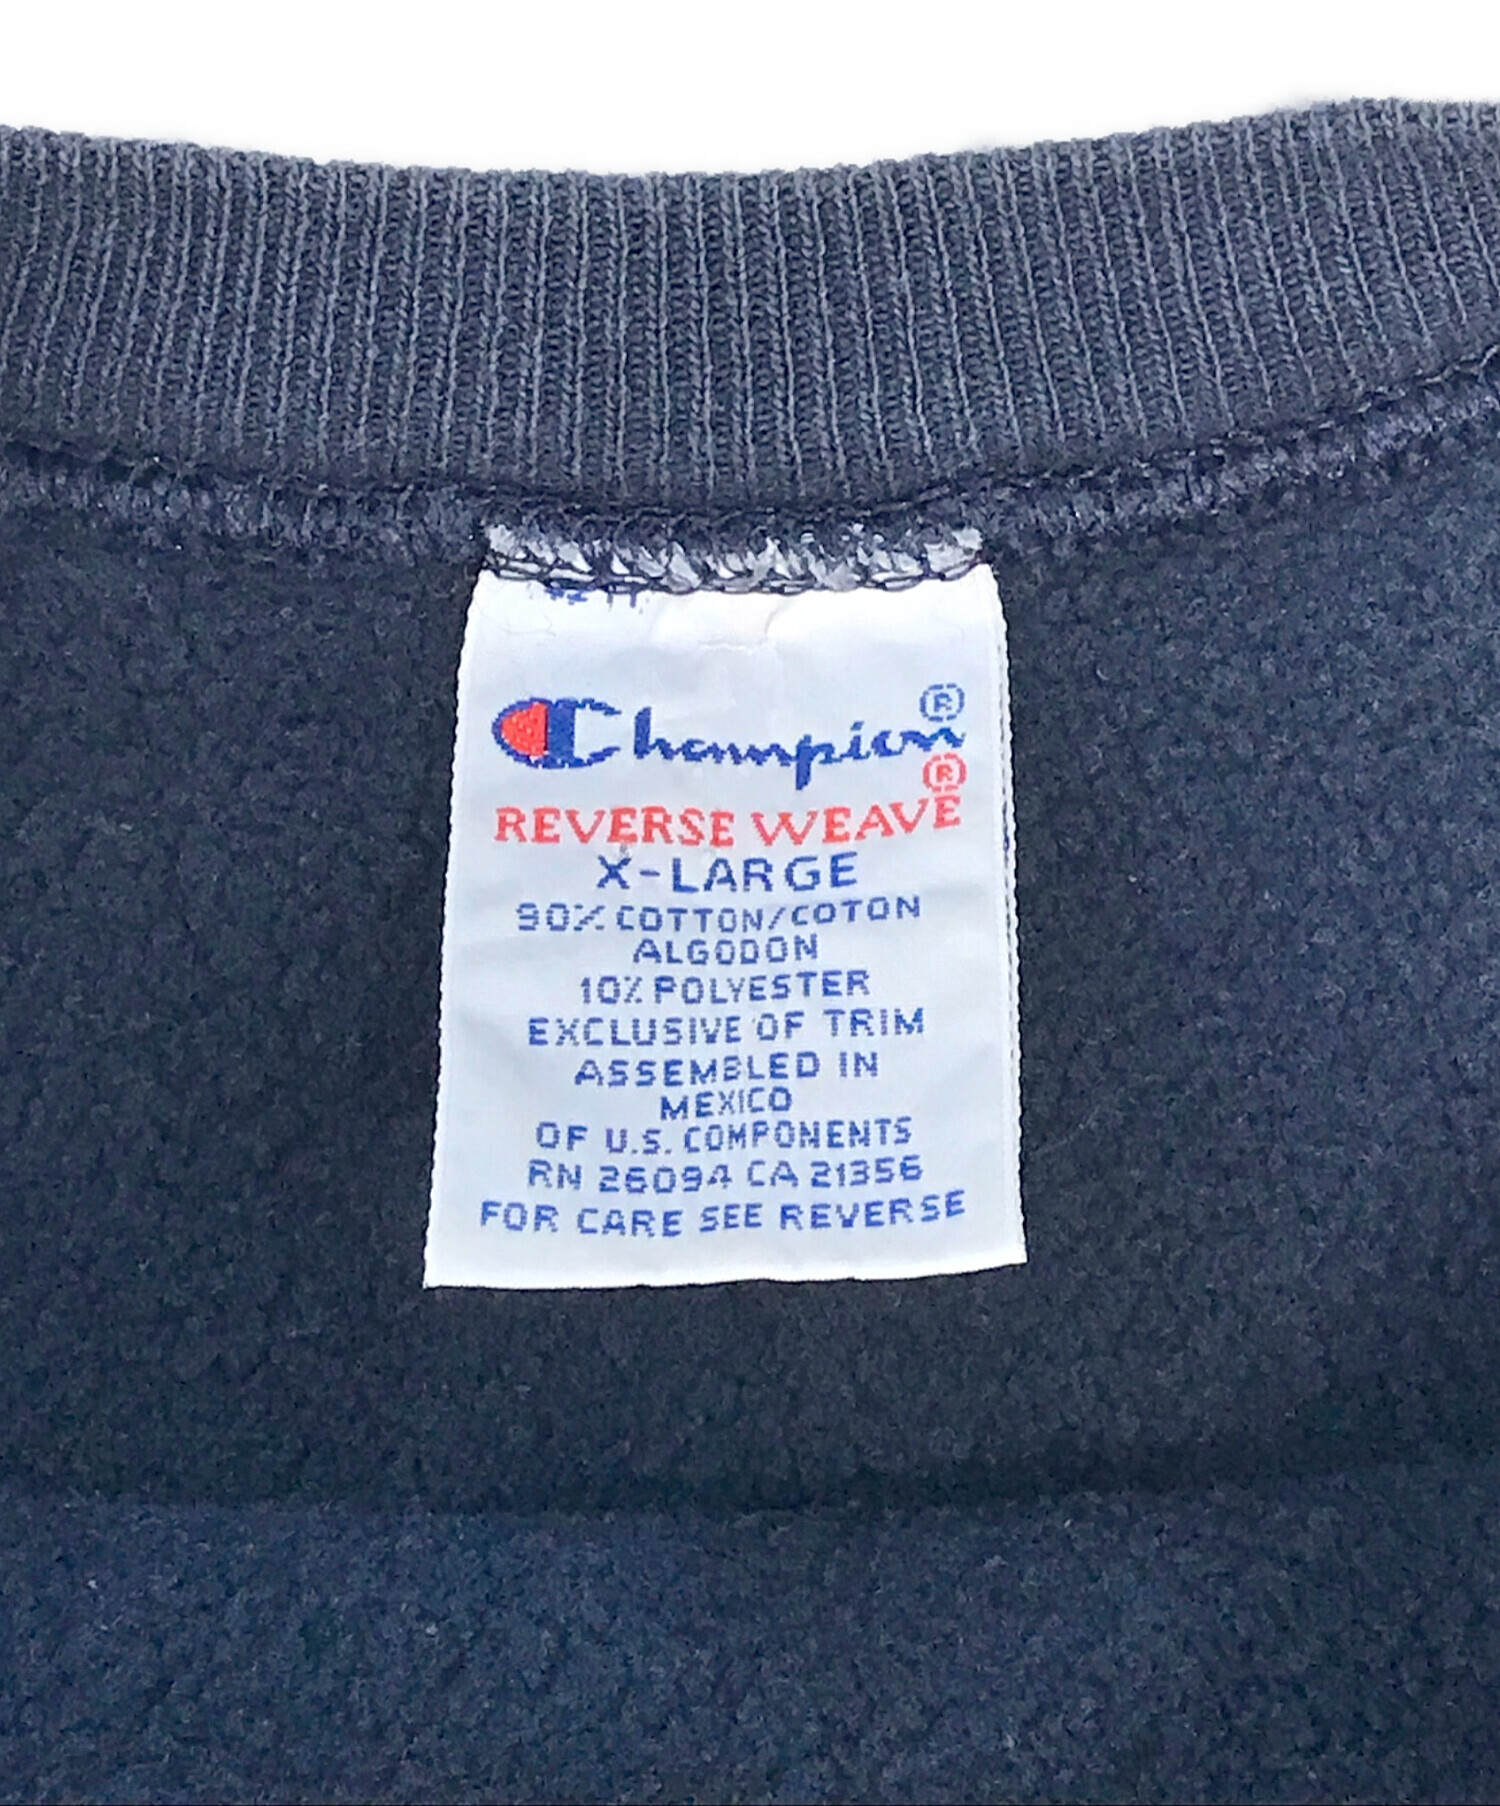 Champion®
REVERSE WEAVE®
X-LARGE
90% COTTON/COTON
ALGODON
10% POLYESTER
EXCLUSIVE OF TRIM
ASSEMBLED IN
MEXICO
OF U.S. COMPONENTS
RN 26094 CA 21356
FOR CARE SEE REVERSE